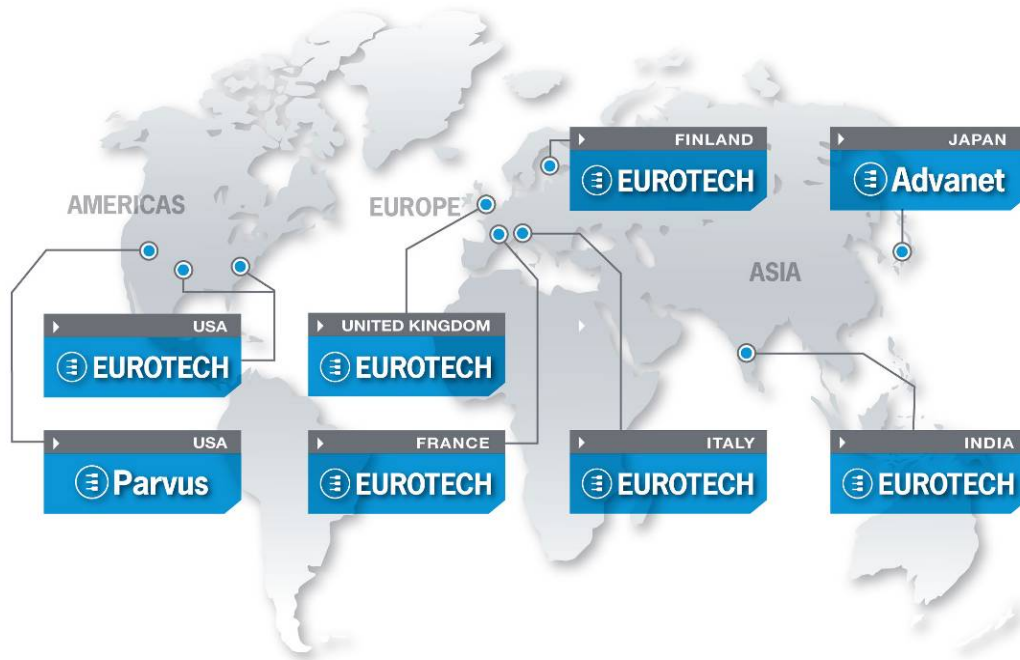 FINLAND
EUROTECH
JAPAN
Advanet
AMERICAS
EUROPE
ASIA
USA
EUROTECH
UNITED KINGDOM
EUROTECH
USA
Parvus
FRANCE
EUROTECH
ITALY
EUROTECH
INDIA
EUROTECH